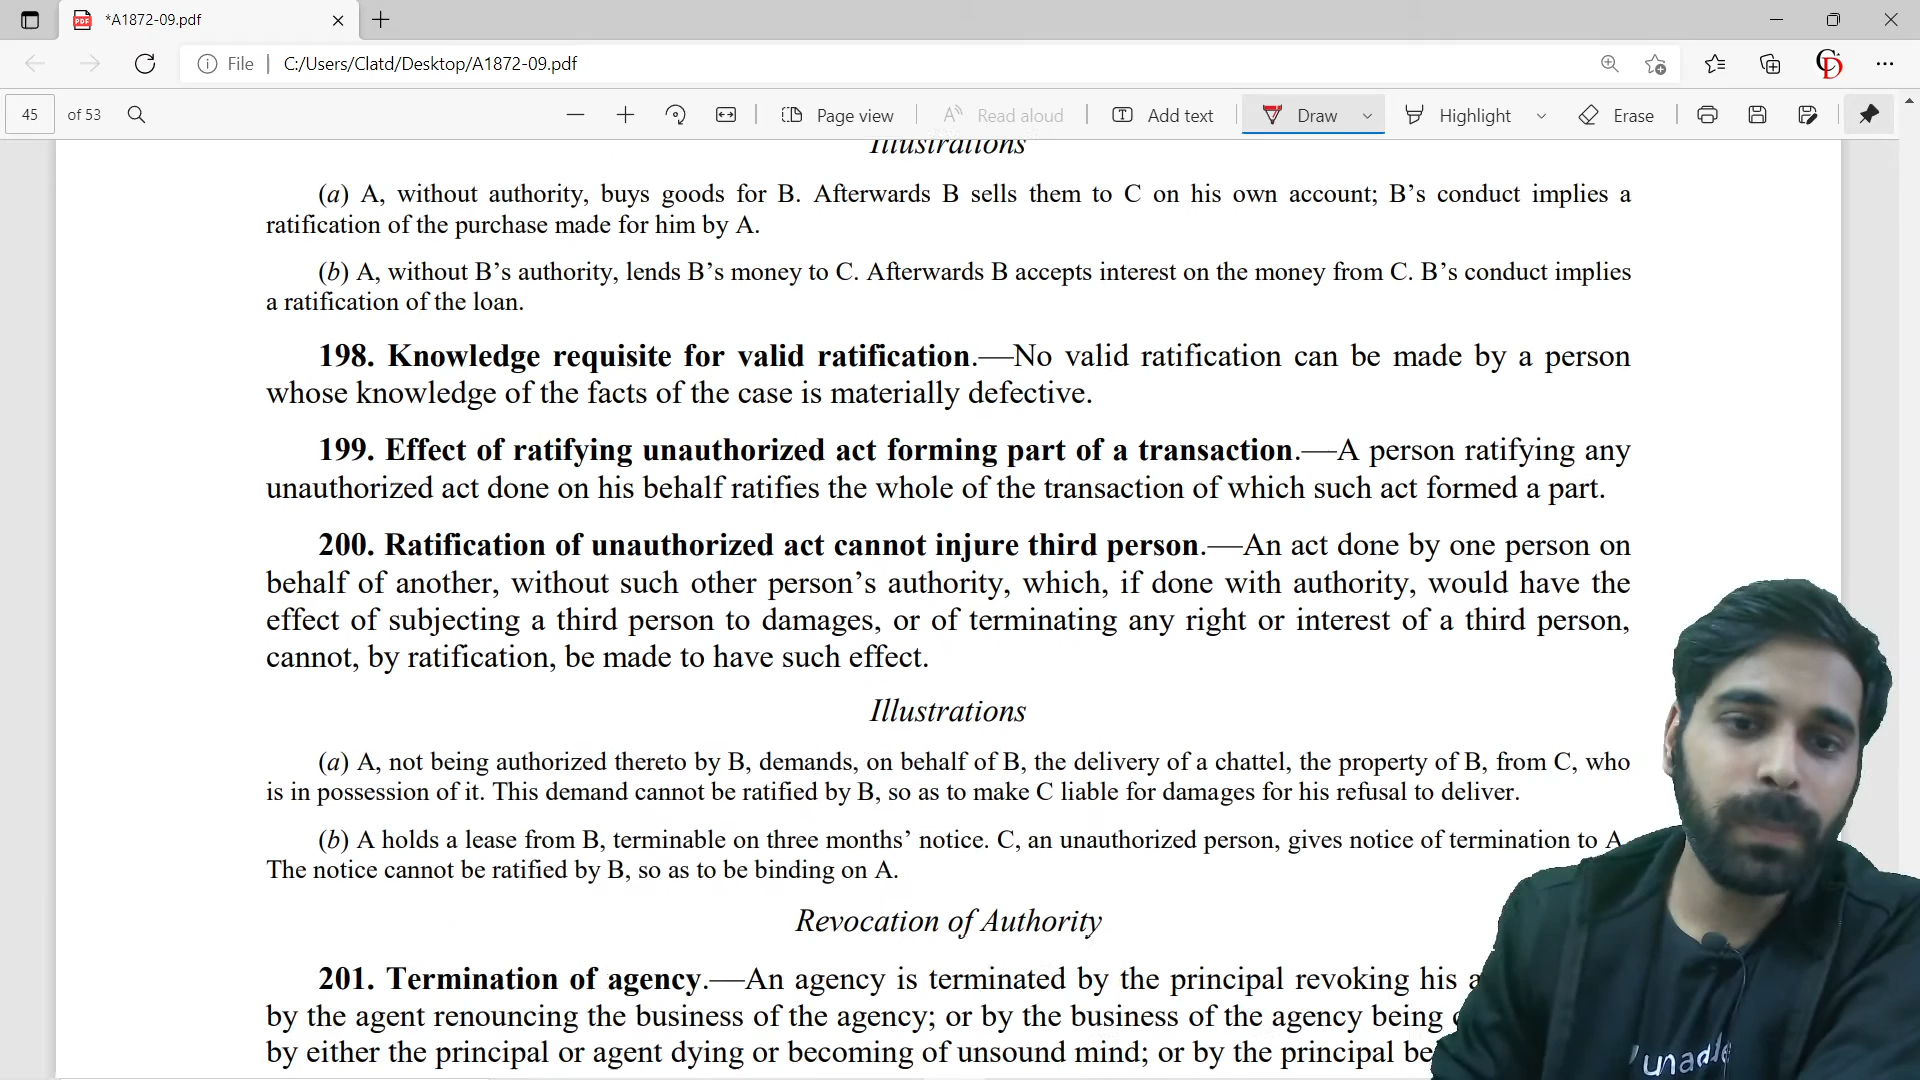 *A1872-09.pdf
File
C:/Users/Clatd/Desktop/A1872-09.pdf
45 of 53
Page view
Read aloud
Add text
Draw
Highlight
Erase
Illustrations
(a) A, without authority, buys goods for B. Afterwards B sells them to C on his own account; B’s conduct implies a
ratification of the purchase made for him by A.
(b) A, without B’s authority, lends B’s money to C. Afterwards B accepts interest on the money from C. B’s conduct implies
a ratification of the loan.
198. Knowledge requisite for valid ratification.—No valid ratification can be made by a person
whose knowledge of the facts of the case is materially defective.
199. Effect of ratifying unauthorized act forming part of a transaction.—A person ratifying any
unauthorized act done on his behalf ratifies the whole of the transaction of which such act formed a part.
200. Ratification of unauthorized act cannot injure third person.—An act done by one person on
behalf of another, without such other person’s authority, which, if done with authority, would have the
effect of subjecting a third person to damages, or of terminating any right or interest of a third person,
cannot, by ratification, be made to have such effect.
Illustrations
(a) A, not being authorized thereto by B, demands, on behalf of B, the delivery of a chattel, the property of B, from C, who
is in possession of it. This demand cannot be ratified by B, so as to make C liable for damages for his refusal to deliver.
(b) A holds a lease from B, terminable on three months’ notice. C, an unauthorized person, gives notice of termination to A.
The notice cannot be ratified by B, so as to be binding on A.
Revocation of Authority
201. Termination of agency.—An agency is terminated by the principal revoking his
by the agent renouncing the business of the agency; or by the business of the agency being
by either the principal or agent dying or becoming of unsound mind; or by the principal